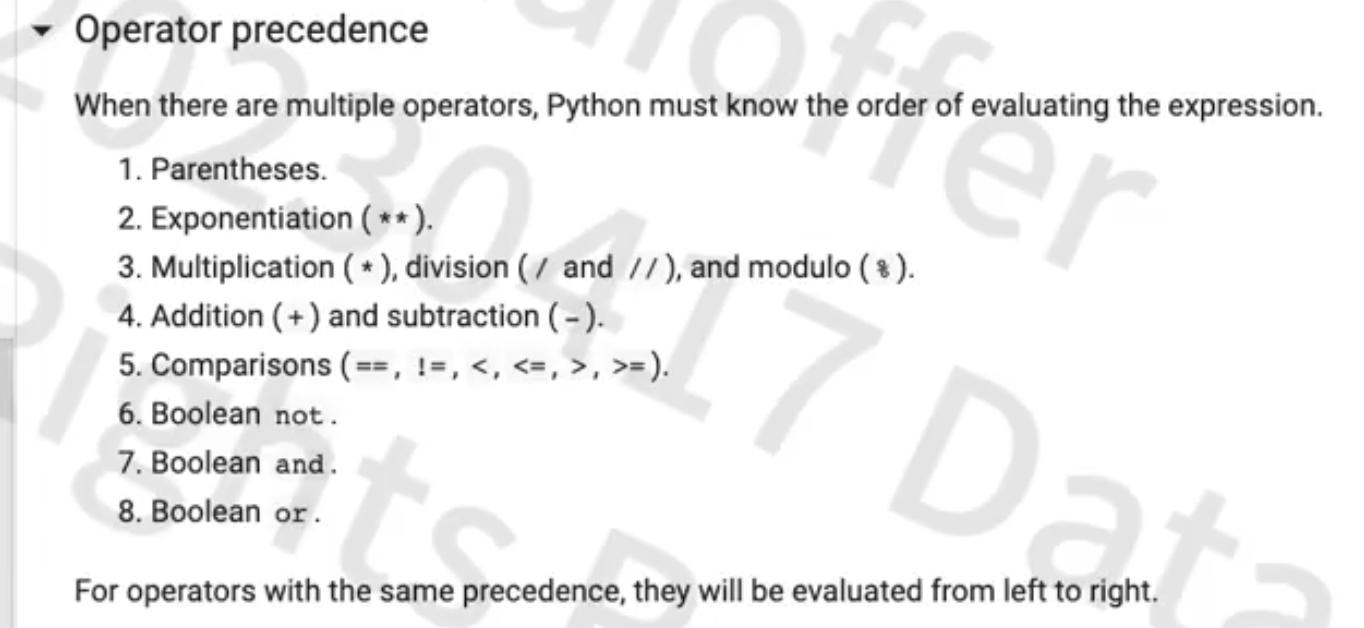 Operator precedence
When there are multiple operators, Python must know the order of evaluating the expression.
1. Parentheses.
2. Exponentiation ( ** ).
3. Multiplication ( * ), division ( / and // ), and modulo ( % ).
4. Addition ( + ) and subtraction ( - ).
5. Comparisons ( ==, !=, <, <=, >, >= ).
6. Boolean not .
7. Boolean and .
8. Boolean or .
For operators with the same precedence, they will be evaluated from left to right.
20230417 Data